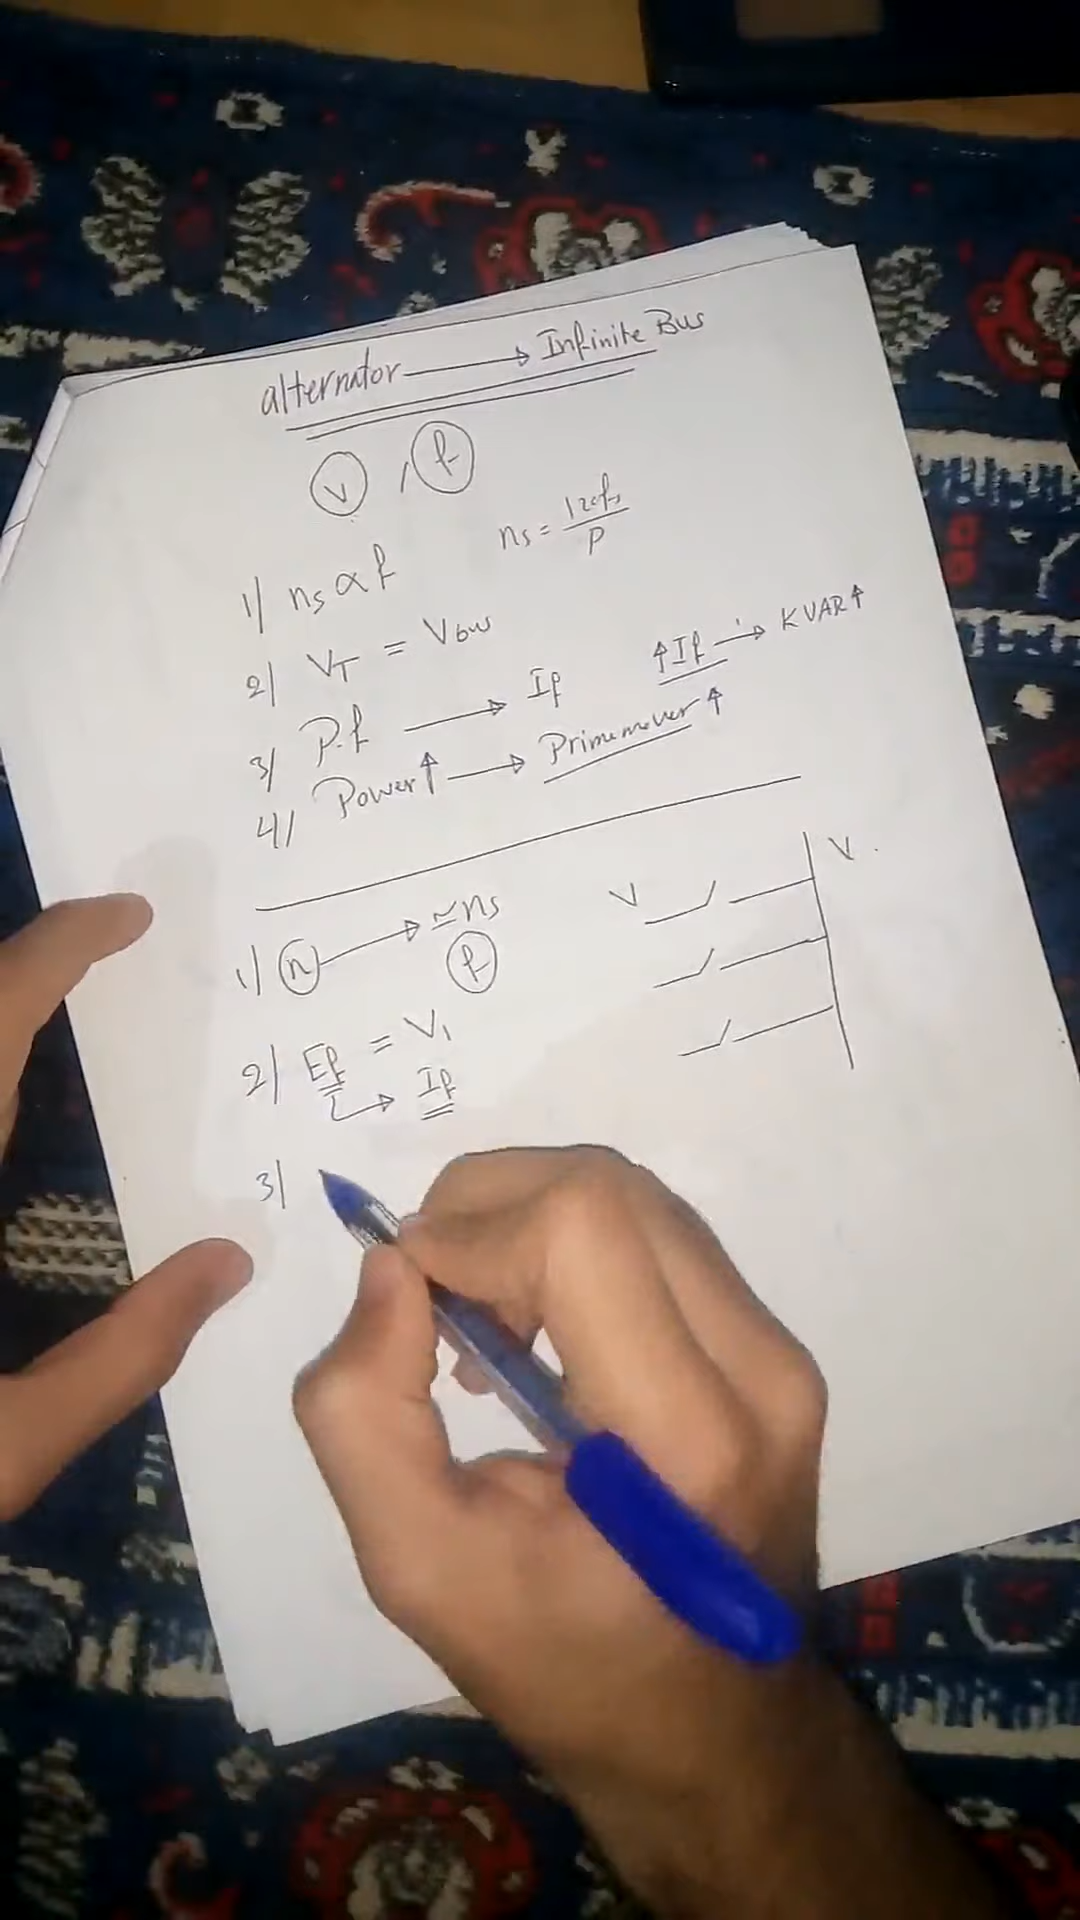 alternator → Infinite Bus
V , f
ns = 120fs / P
1) ns α f
2) VT = Vbus
3) P.f → If ↑If → KVAR↑
4) Power↑ → Primemover↑
V V
1) n → ≃ns
f
2) Ef = V1
↳ If
3)